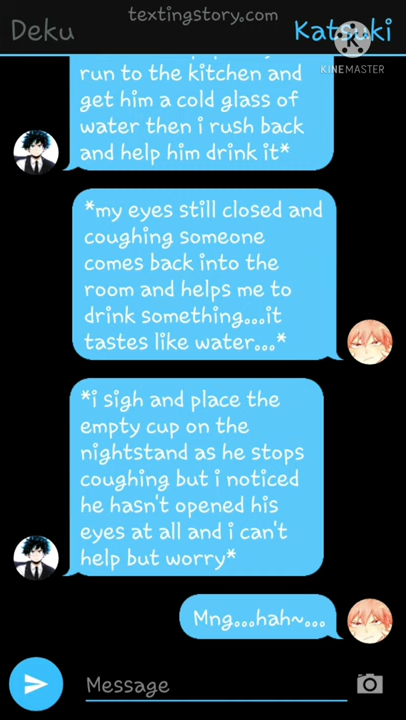 textingstory.com
Deku
Katsuki
KINEMASTER
run to the kitchen and
get him a cold glass of
water then i rush back
and help him drink it*
*my eyes still closed and
coughing someone
comes back into the
room and helps me to
drink something...it
tastes like water...*
*i sigh and place the
empty cup on the
nightstand as he stops
coughing but i noticed
he hasn't opened his
eyes at all and i can't
help but worry*
Mng...hah~...
Message